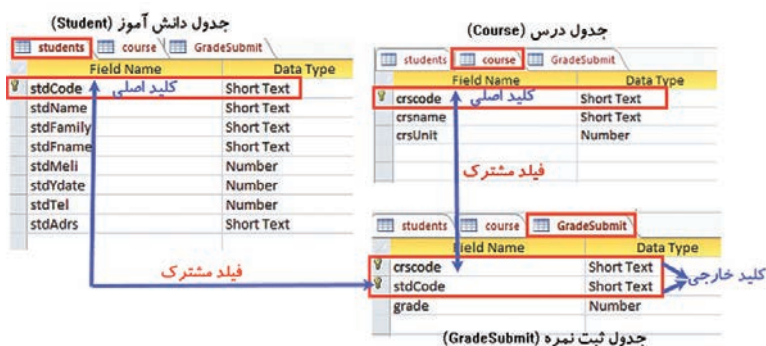 جدول دانش آموز (Student)
students course GradeSubmit
Field Name Data Type
stdCode کلید اصلی Short Text
stdName Short Text
stdFamily Short Text
stdFname Short Text
stdMeli Number
stdYdate Number
stdTel Number
stdAdrs Short Text
جدول درس (Course)
students course GradeSubmit
Field Name Data Type
crscode کلید اصلی Short Text
crsname Short Text
crsUnit Number
فیلد مشترک
students course GradeSubmit
Field Name Data Type
crscode Short Text
stdCode Short Text
grade Number
کلید خارجی
فیلد مشترک
جدول ثبت نمره (GradeSubmit)